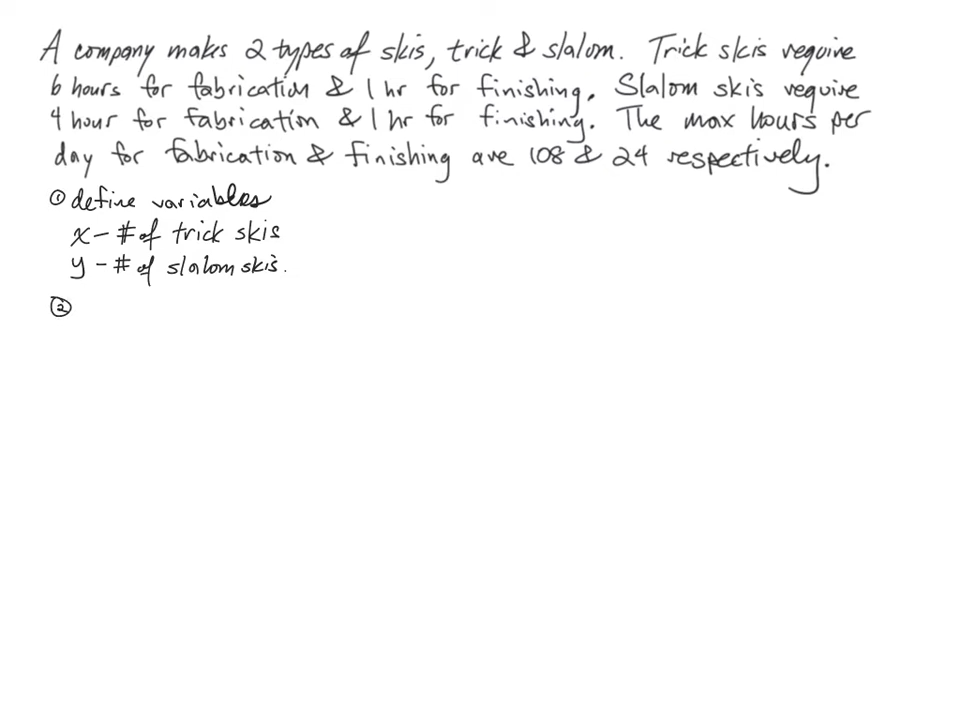 A company makes 2 types of skis, trick & slalom. Trick skis require
6 hours for fabrication & 1 hr for finishing. Slalom skis require
4 hour for fabrication & 1 hr for finishing. The max hours per
day for fabrication & finishing are 108 & 24 respectively.
① define variables
x - # of trick skis
y - # of slalom skis.
②